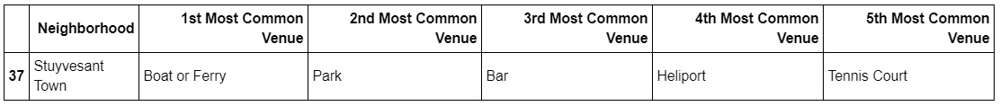 Neighborhood 1st Most Common Venue 2nd Most Common Venue 3rd Most Common Venue 4th Most Common Venue 5th Most Common Venue
37 Stuyvesant Town Boat or Ferry Park Bar Heliport Tennis Court